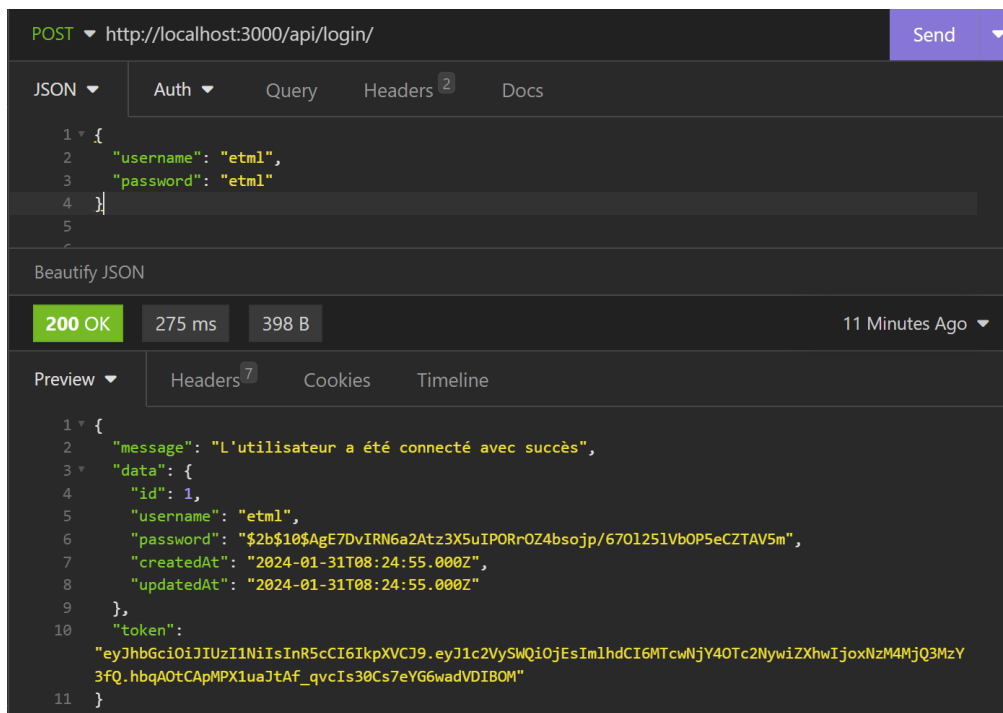 POST http://localhost:3000/api/login/ Send
JSON Auth Query Headers 2 Docs
1 {
2 "username": "etml",
3 "password": "etml"
4 }
5
Beautify JSON
200 OK 275 ms 398 B 11 Minutes Ago
Preview Headers 7 Cookies Timeline
1 {
2 "message": "L'utilisateur a été connecté avec succès",
3 "data": {
4 "id": 1,
5 "username": "etml",
6 "password": "$2b$10$AgE7DvIRN6a2Atz3X5uIPORrOZ4bsojp/67Ol25lVbOP5eCZTAV5m",
7 "createdAt": "2024-01-31T08:24:55.000Z",
8 "updatedAt": "2024-01-31T08:24:55.000Z"
9 },
10 "token":
"eyJhbGciOiJIUzI1NiIsInR5cCI6IkpXVCJ9.eyJ1c2VySWQiOjEsImlhdCI6MTcwNjY4OTc2NywiZXhwIjoxNzM4MjQ3MzY
3fQ.hbqAOtCApMPX1uaJtAf_qvcIs30Cs7eYG6wadVDIBOM"
11 }